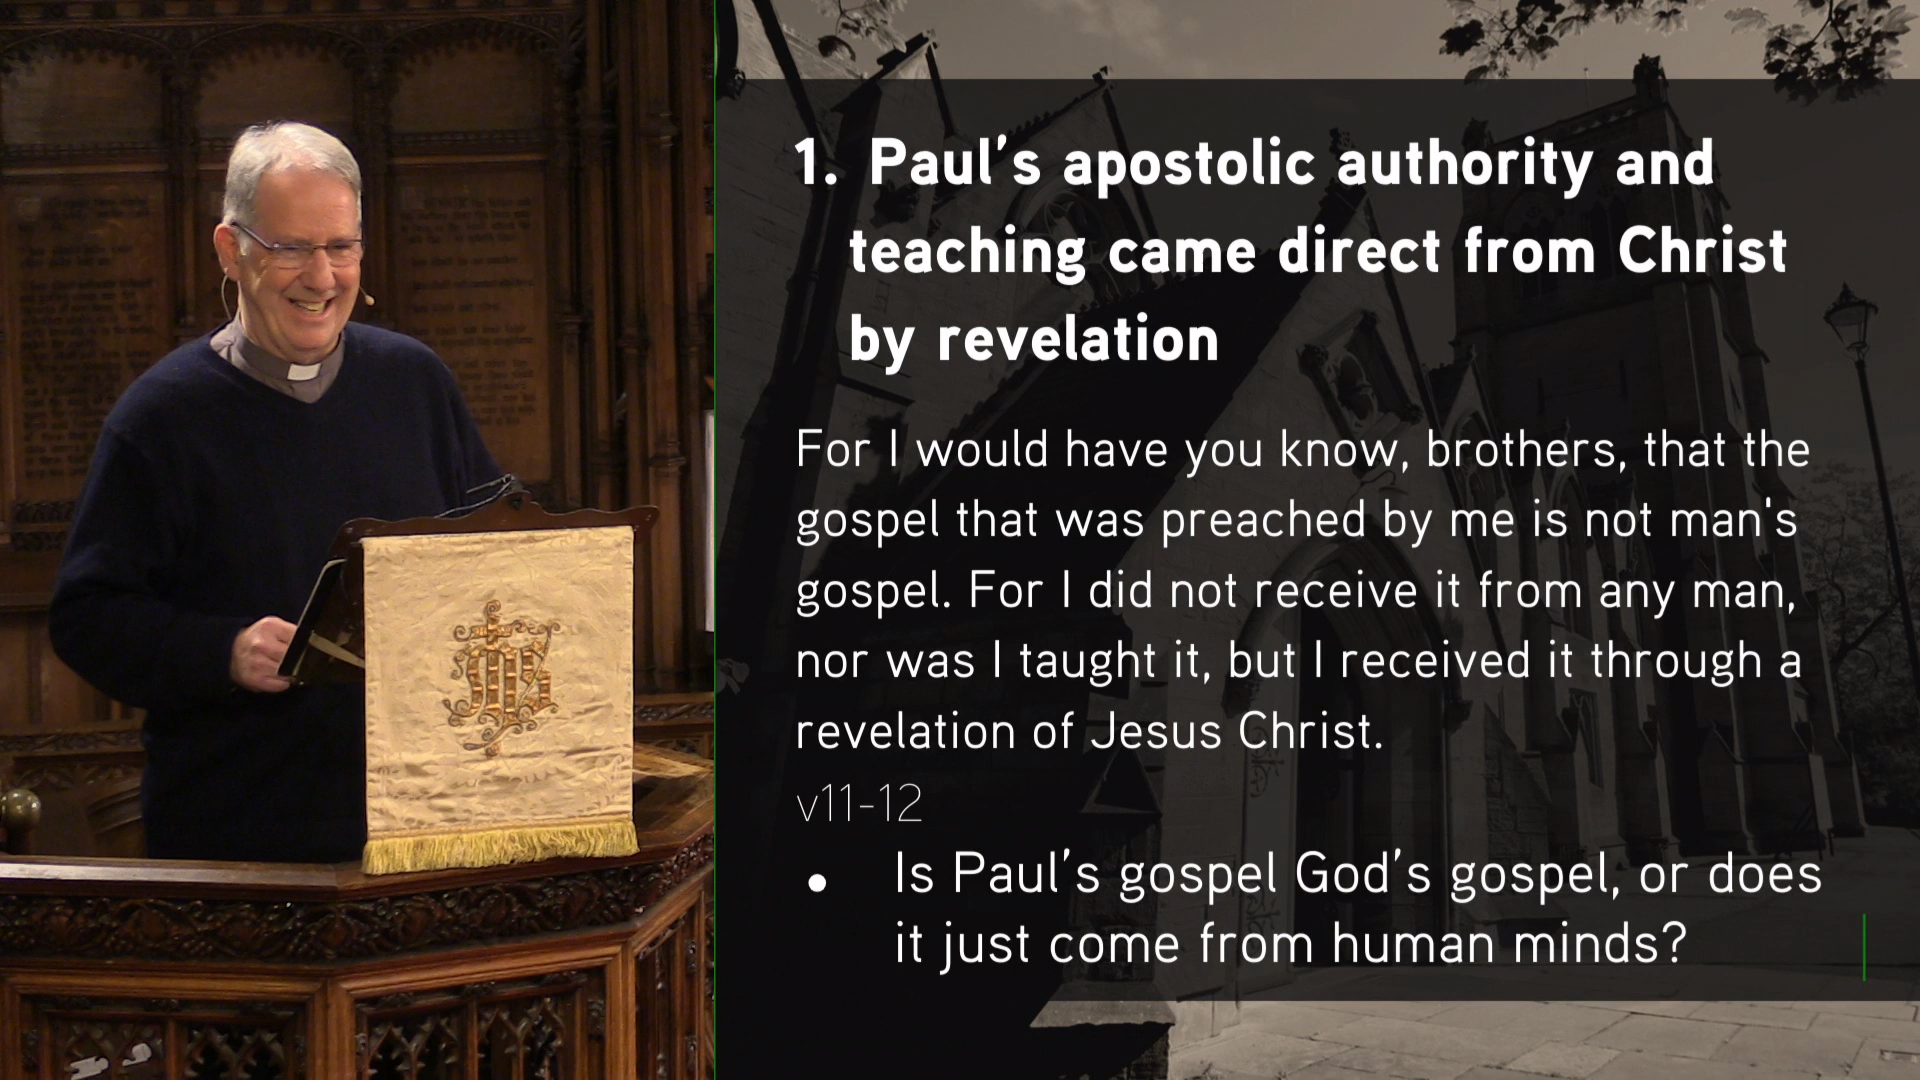 1. Paul’s apostolic authority and
teaching came direct from Christ
by revelation
For I would have you know, brothers, that the
gospel that was preached by me is not man's
gospel. For I did not receive it from any man,
nor was I taught it, but I received it through a
revelation of Jesus Christ.
v11-12
• Is Paul’s gospel God’s gospel, or does
it just come from human minds?